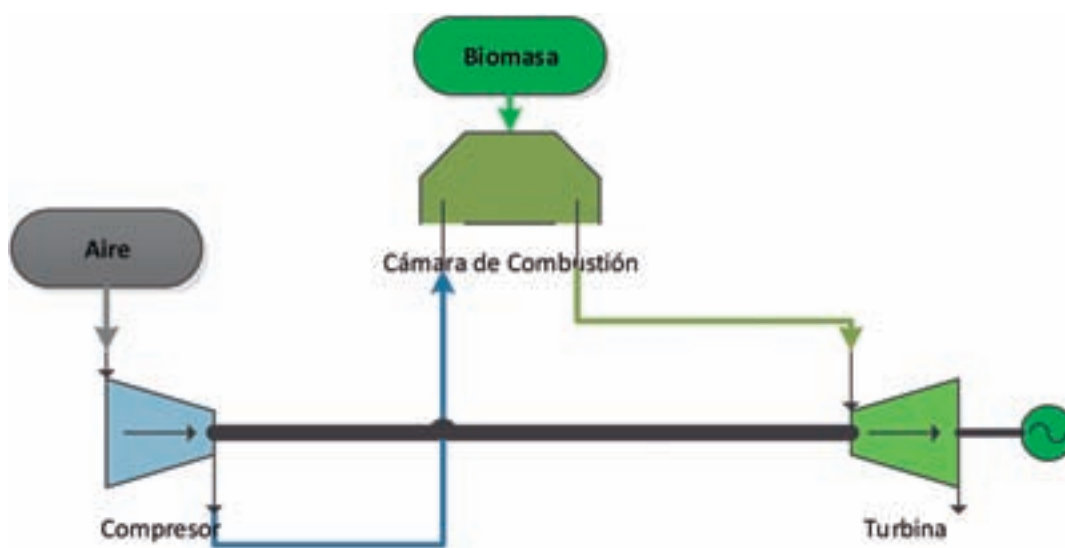 Biomasa
Aire
Cámara de Combustión
Compresor
Turbina